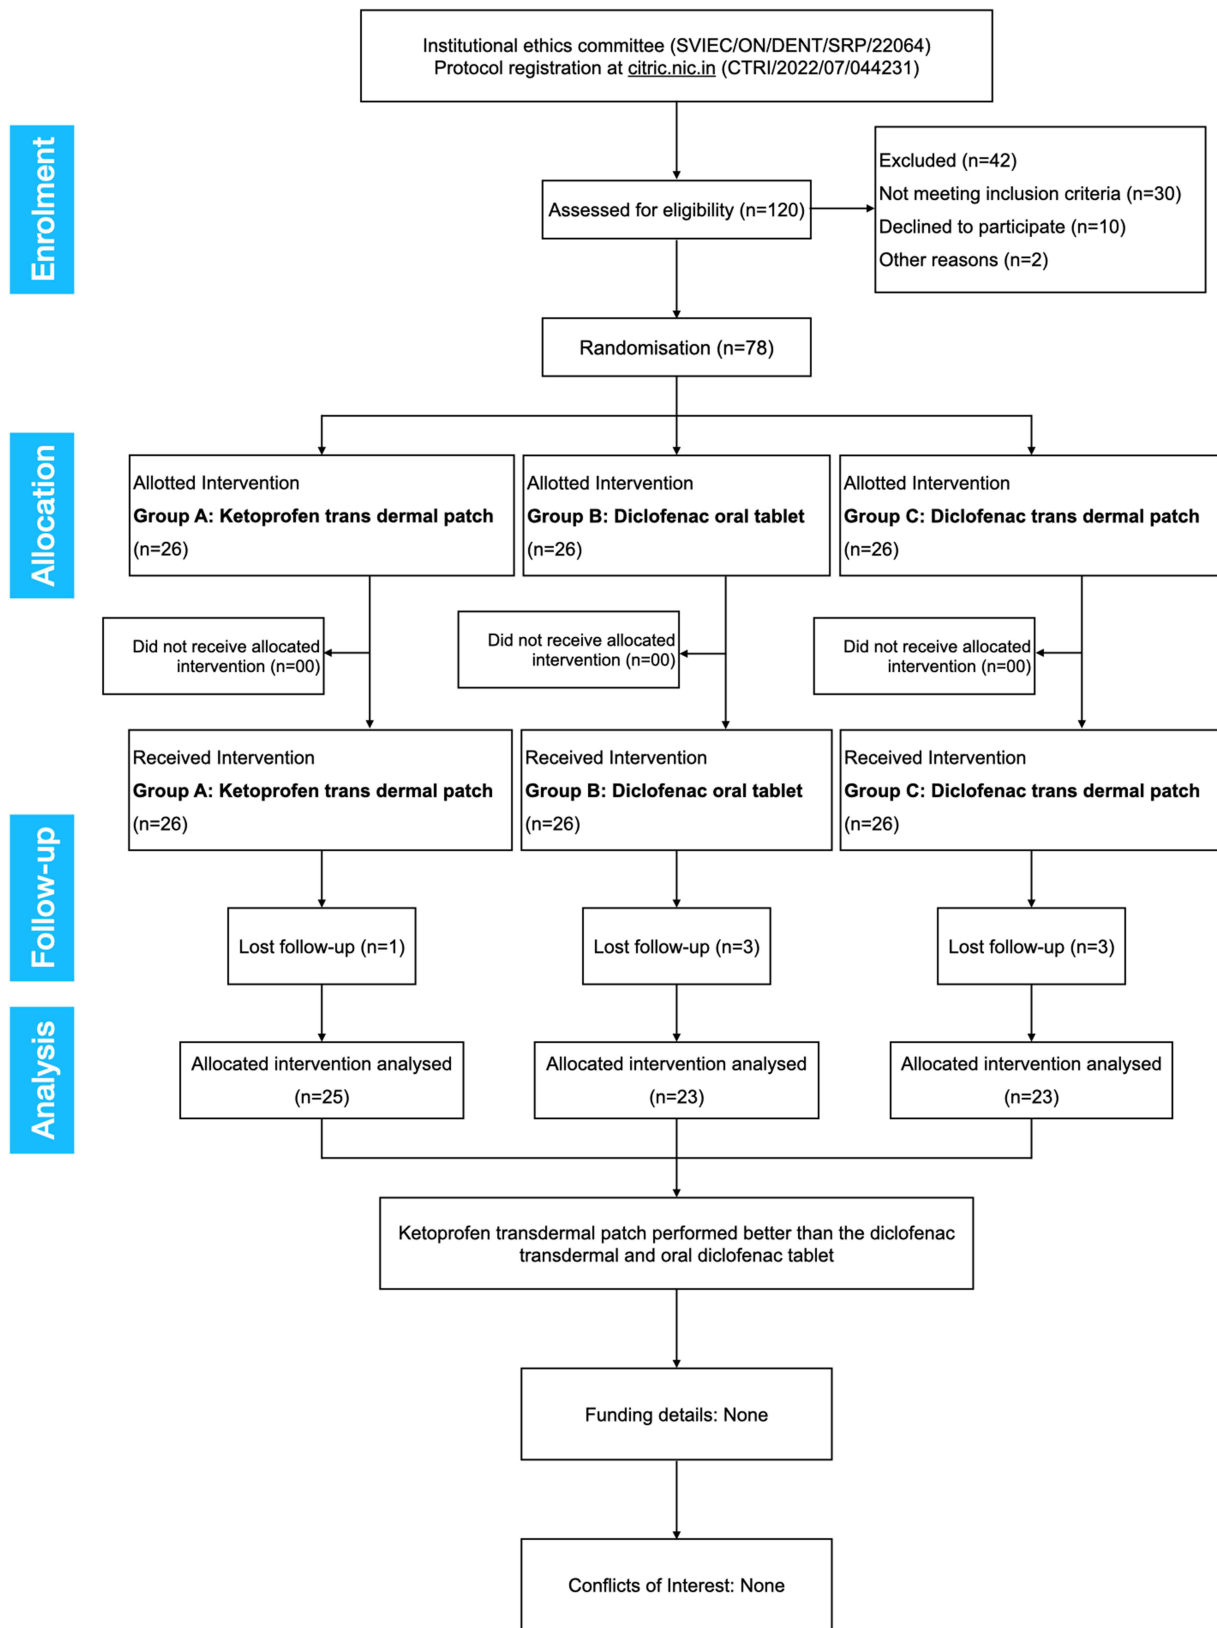 Institutional ethics committee (SVIEC/ON/DENT/SRP/22064)
Protocol registration at citric.nic.in (CTRI/2022/07/044231)
Enrolment
Assessed for eligibility (n=120)
Excluded (n=42)
Not meeting inclusion criteria (n=30)
Declined to participate (n=10)
Other reasons (n=2)
Randomisation (n=78)
Allocation
Allotted Intervention
Group A: Ketoprofen trans dermal patch
(n=26)
Allotted Intervention
Group B: Diclofenac oral tablet
(n=26)
Allotted Intervention
Group C: Diclofenac trans dermal patch
(n=26)
Did not receive allocated
intervention (n=00)
Did not receive allocated
intervention (n=00)
Did not receive allocated
intervention (n=00)
Received Intervention
Group A: Ketoprofen trans dermal patch
(n=26)
Received Intervention
Group B: Diclofenac oral tablet
(n=26)
Received Intervention
Group C: Diclofenac trans dermal patch
(n=26)
Follow-up
Lost follow-up (n=1)
Lost follow-up (n=3)
Lost follow-up (n=3)
Analysis
Allocated intervention analysed
(n=25)
Allocated intervention analysed
(n=23)
Allocated intervention analysed
(n=23)
Ketoprofen transdermal patch performed better than the diclofenac
transdermal and oral diclofenac tablet
Funding details: None
Conflicts of Interest: None